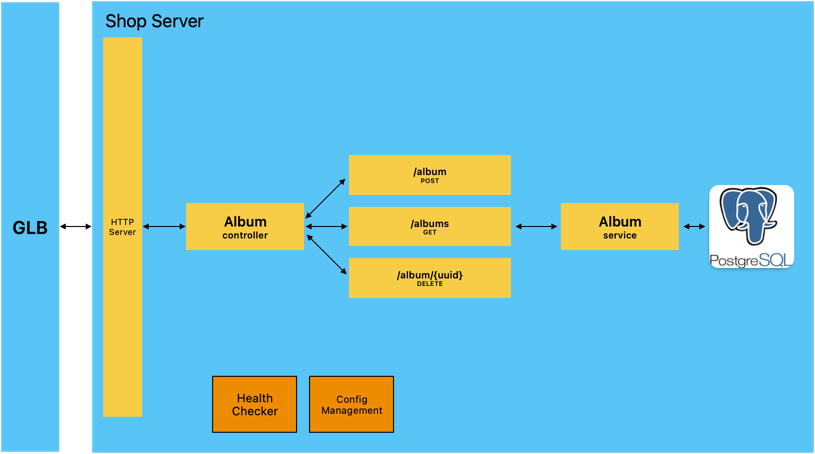 Shop Server
GLB
HTTP
Server
Album
controller
/album
POST
/albums
GET
/album/{uuid}
DELETE
Album
service
PostgreSQL
Health
Checker
Config
Management